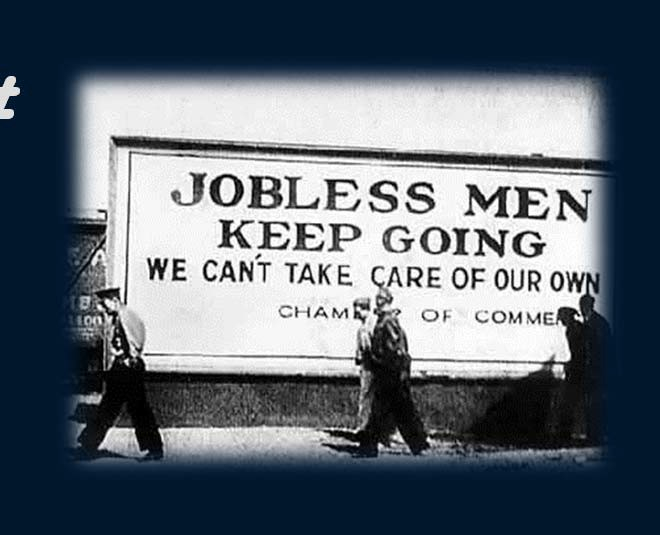 t
JOBLESS MEN
KEEP GOING
WE CAN'T TAKE CARE OF OUR OWN
OF